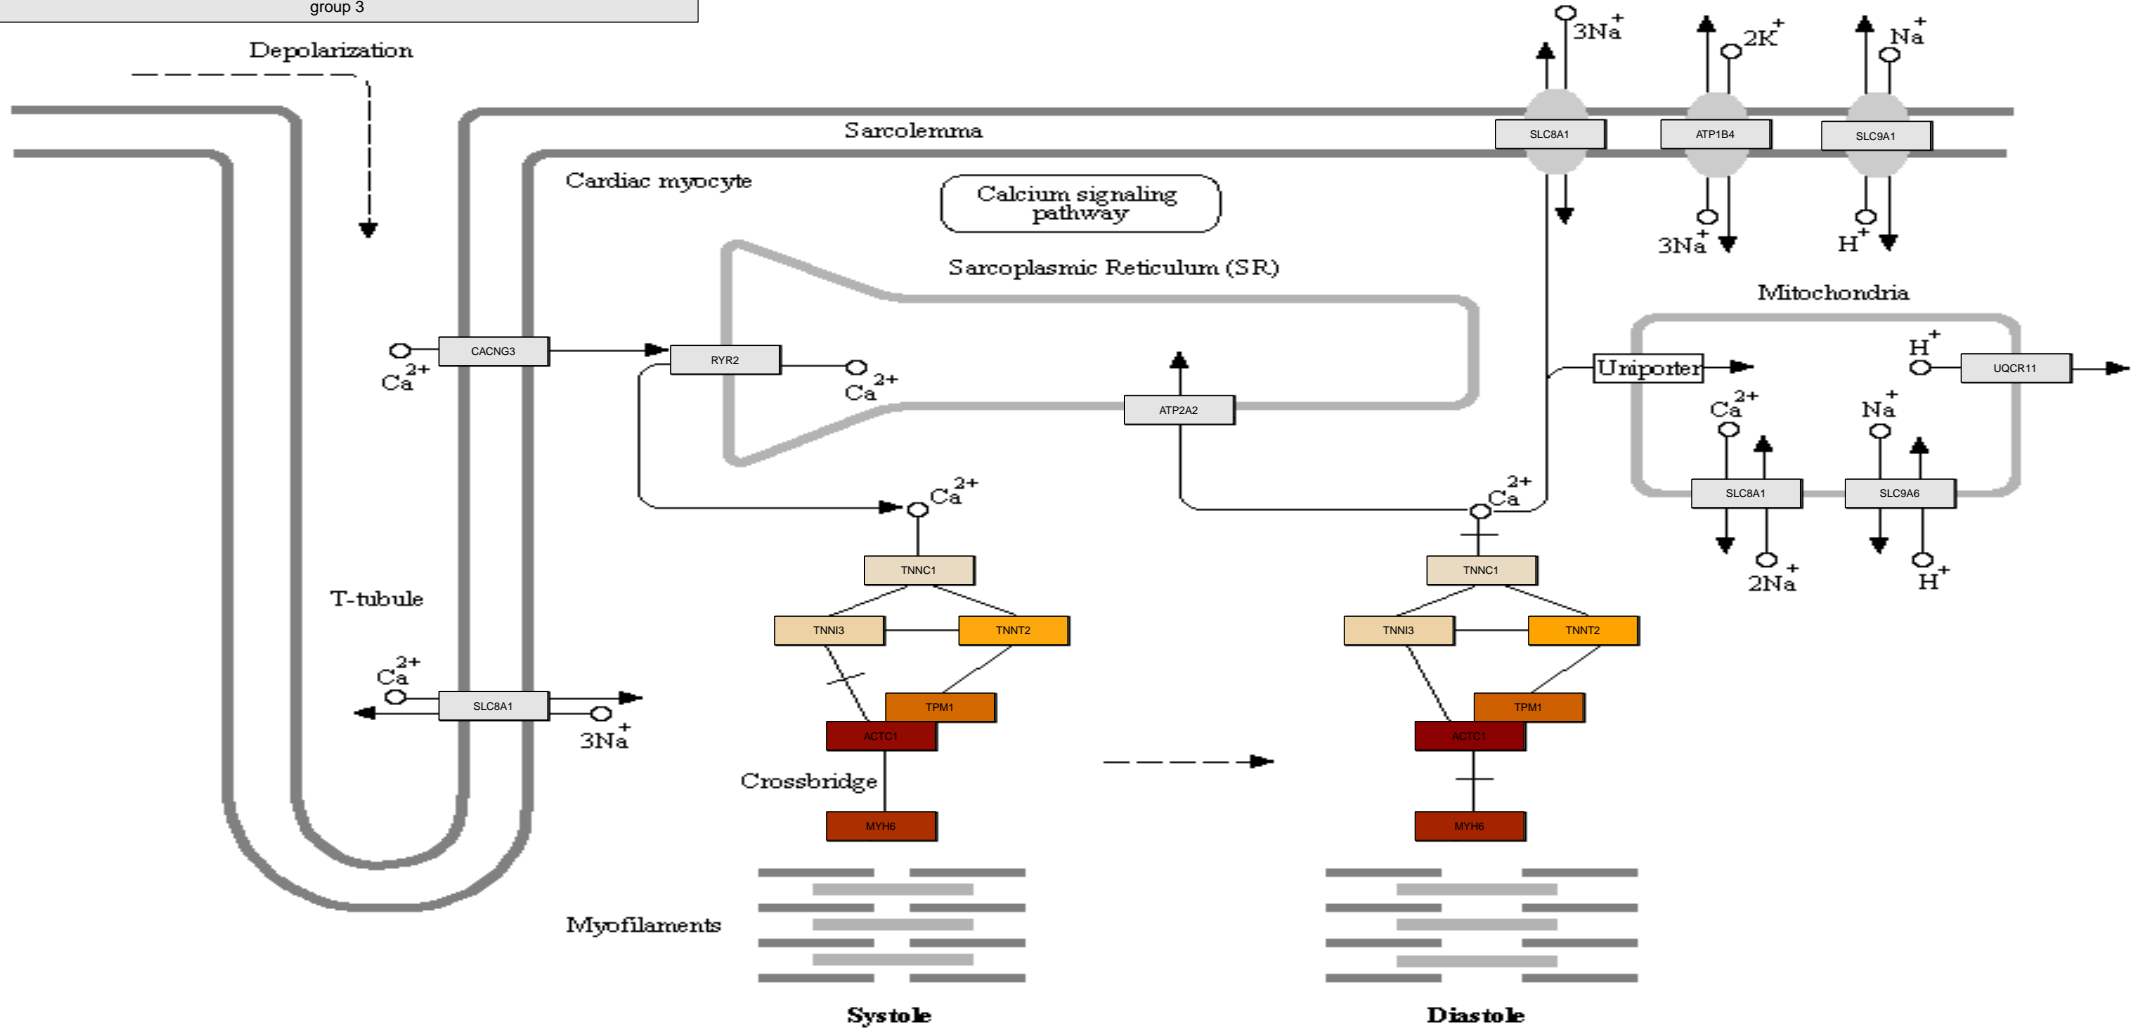 group 3
Depolarization
3Na+
2K+
Na+
Sarcolemma
SLC8A1
ATP1B4
SLC9A1
Cardiac myocyte
Calcium signaling
pathway
3Na+
H+
Sarcoplasmic Reticulum (SR)
Mitochondria
CACNG3
Ca2+
RYR2
Ca2+
ATP2A2
Uniporter
H+
UQCR11
Ca2+
Na+
SLC8A1
SLC9A6
2Na+
H+
Ca2+
Ca2+
TNNC1
TNNC1
T-tubule
TNNI3
TNNT2
TNNI3
TNNT2
Ca2+
SLC8A1
3Na+
TPM1
ACTC1
TPM1
ACTC1
Crossbridge
MYH6
MYH6
Myofilaments
Systole
Diastole